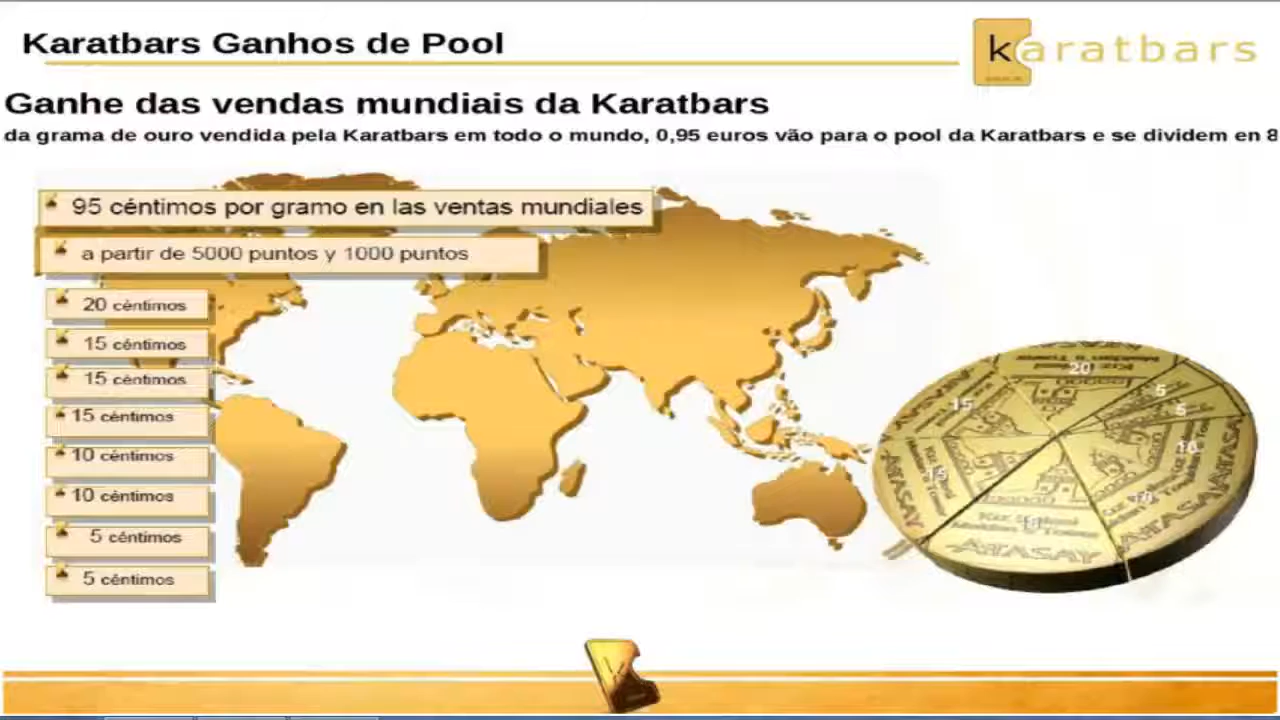 Karatbars Ganhos de Pool
karatbars
Ganhe das vendas mundiais da Karatbars
da grama de ouro vendida pela Karatbars em todo o mundo, 0,95 euros vão para o pool da Karatbars e se dividem en 8
95 céntimos por gramo en las ventas mundiales
a partir de 5000 puntos y 1000 puntos
20 céntimos
15 céntimos
15 céntimos
15 céntimos
10 céntimos
10 céntimos
5 céntimos
5 céntimos
20
5
5
15
10
15
ATASAY
ATASAY
ATASAY